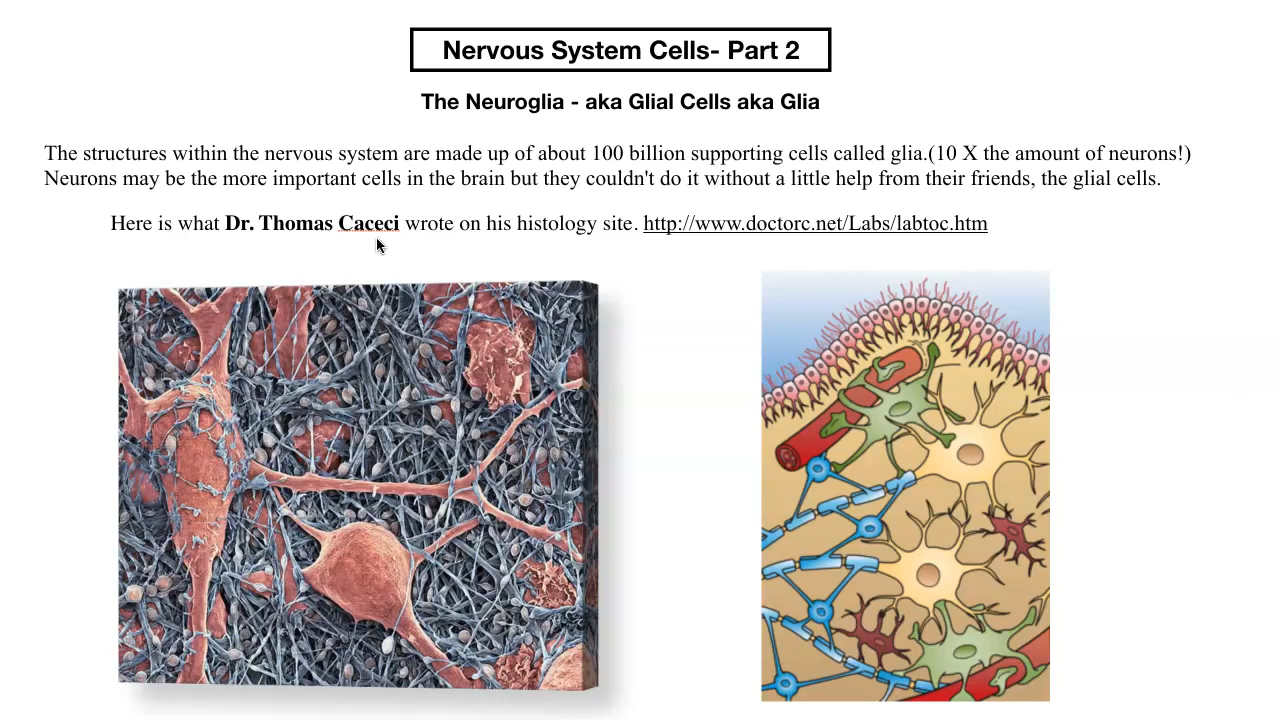 Nervous System Cells- Part 2
The Neuroglia - aka Glial Cells aka Glia
The structures within the nervous system are made up of about 100 billion supporting cells called glia.(10 X the amount of neurons!)
Neurons may be the more important cells in the brain but they couldn't do it without a little help from their friends, the glial cells.
Here is what Dr. Thomas Caceci wrote on his histology site. http://www.doctorc.net/Labs/labtoc.htm